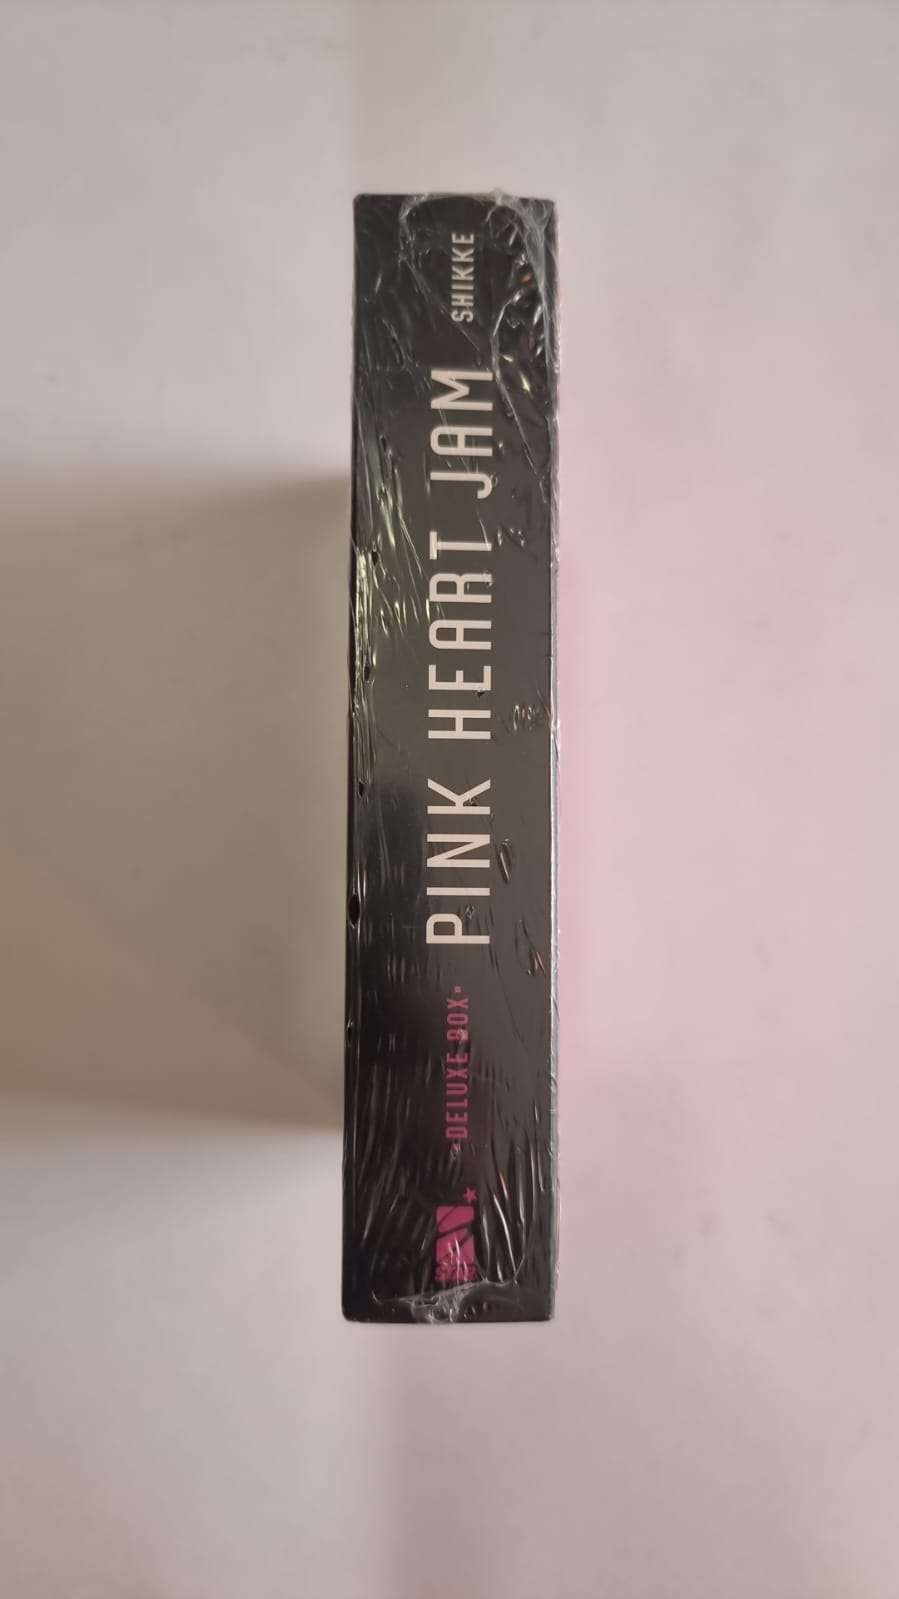 •DELUXE BOX•
PINK HEART JAM
SHIKKE